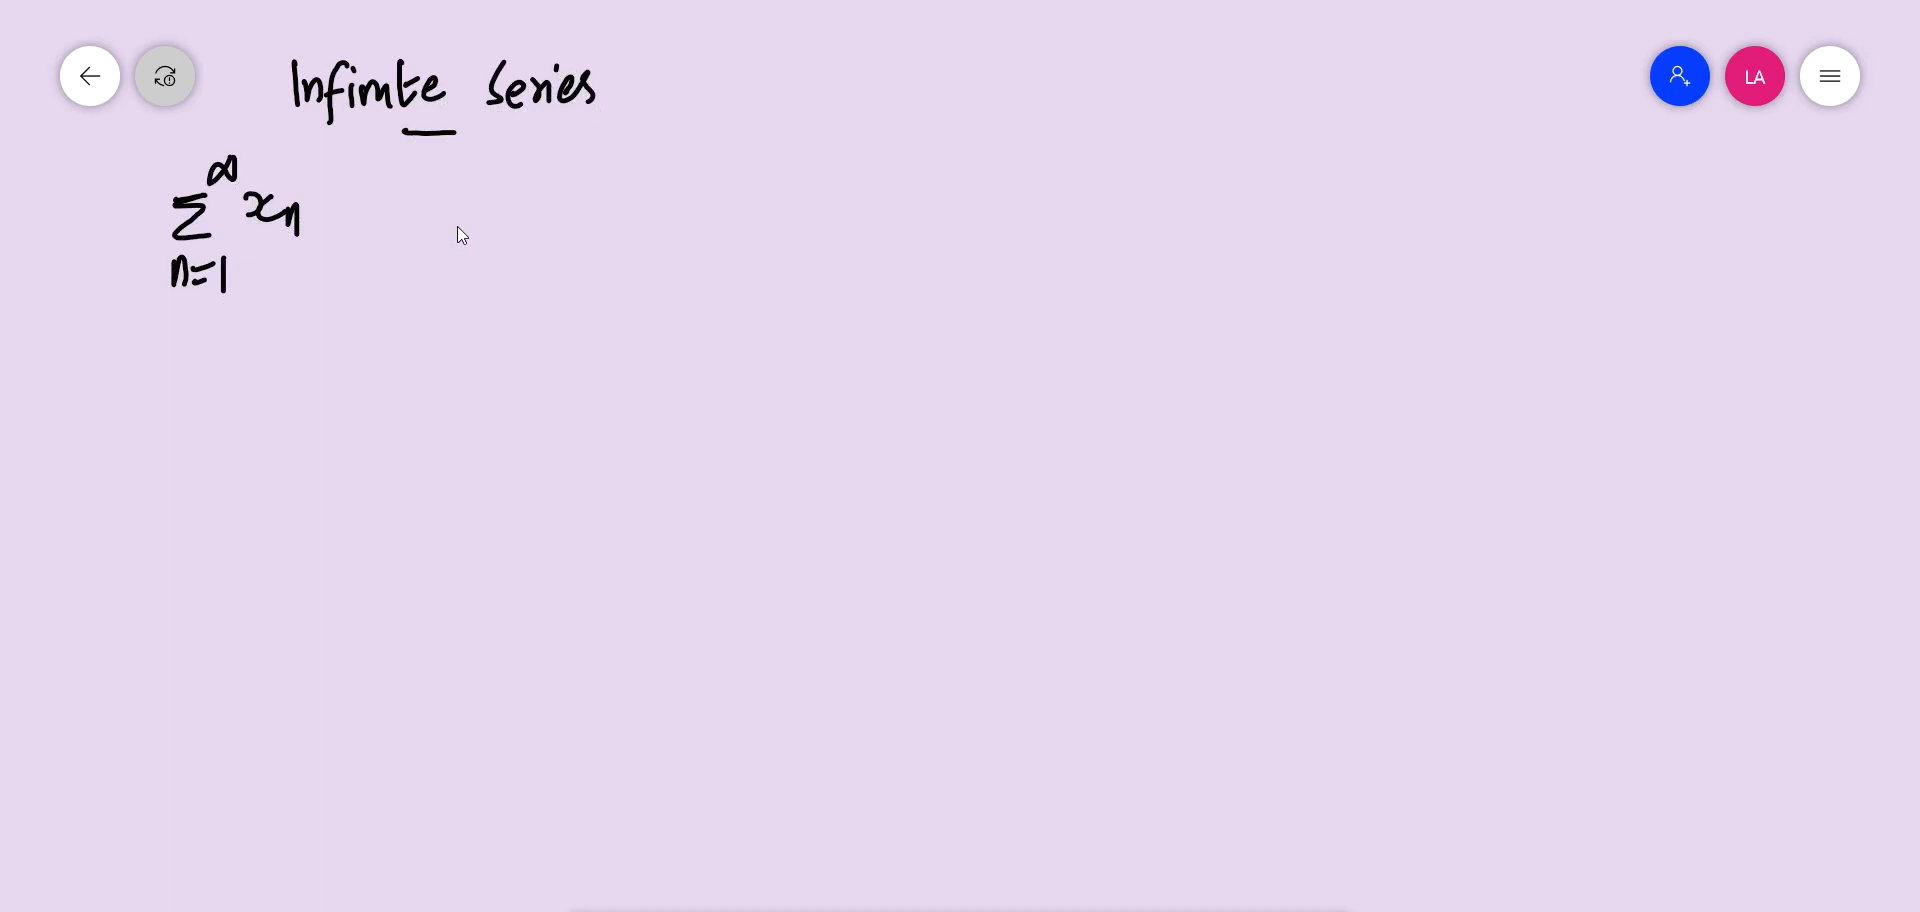 Infinite Series
LA
∞
∑ xn
n=1